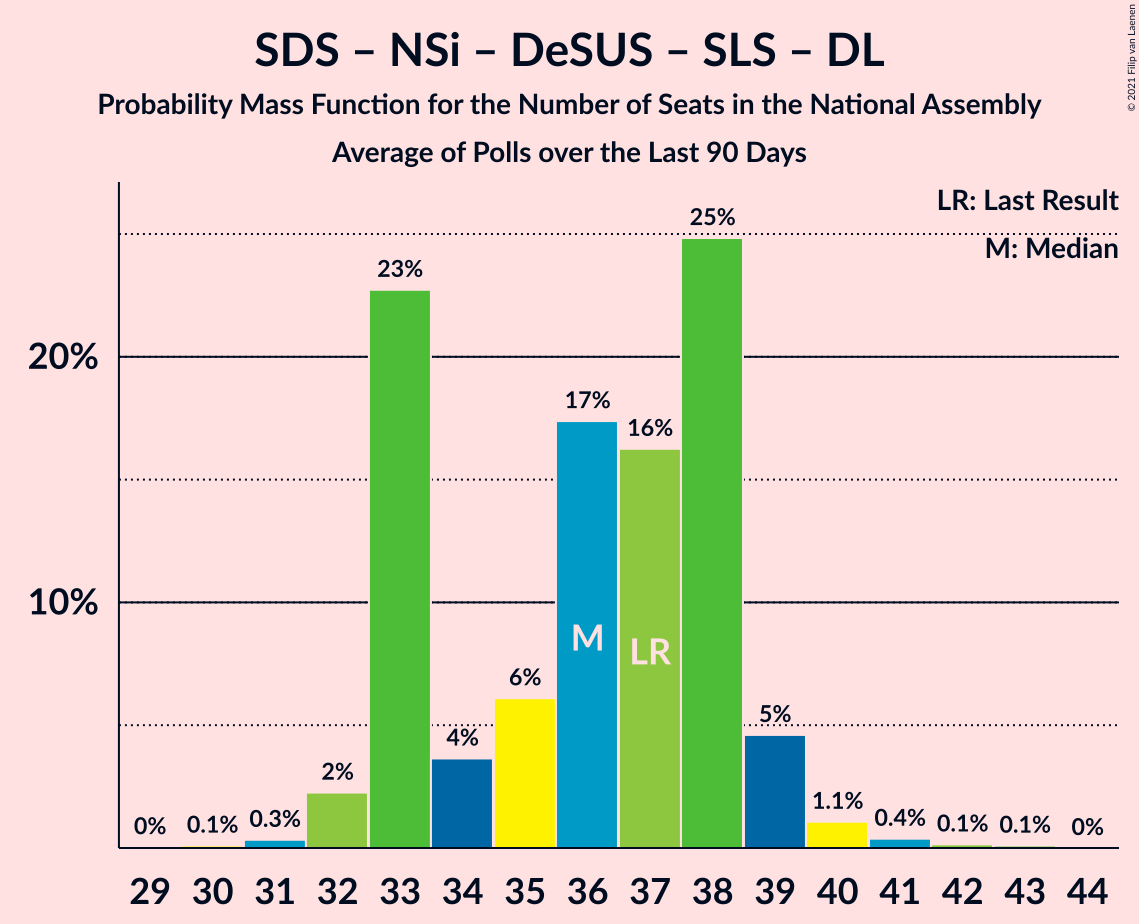 SDS – NSi – DeSUS – SLS – DL
Probability Mass Function for the Number of Seats in the National Assembly
Average of Polls over the Last 90 Days
© 2021 Filip van Laenen
LR: Last Result
M: Median
25%
23%
20%
17%
16%
10%
M
LR
6%
5%
4%
2%
1.1%
0% 0.1% 0.3% 0.4% 0.1% 0.1% 0%
29 30 31 32 33 34 35 36 37 38 39 40 41 42 43 44